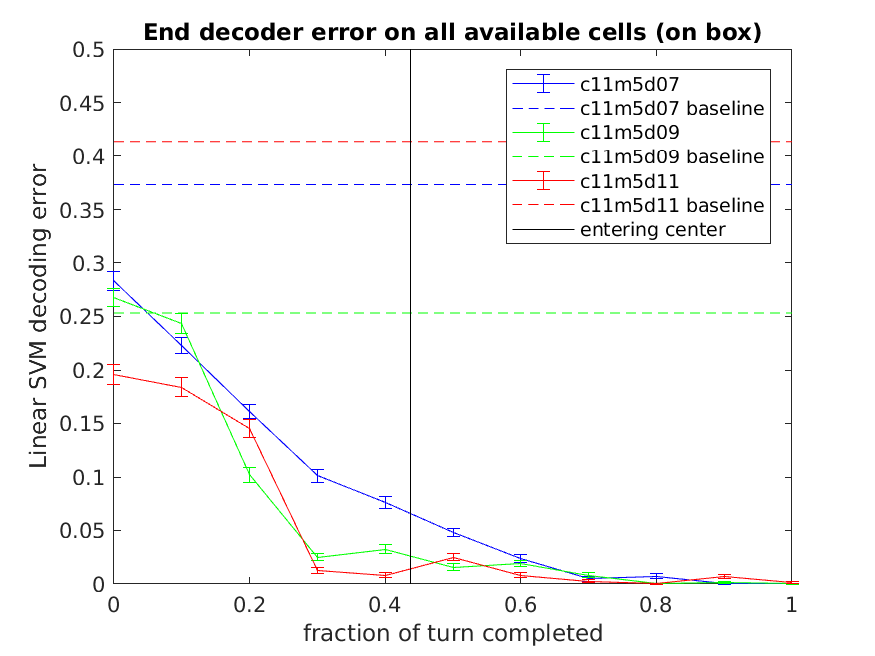 End decoder error on all available cells (on box)
Linear SVM decoding error
0.5
0.45
0.4
0.35
0.3
0.25
0.2
0.15
0.1
0.05
0
c11m5d07
c11m5d07 baseline
c11m5d09
c11m5d09 baseline
c11m5d11
c11m5d11 baseline
entering center
0 0.2 0.4 0.6 0.8 1
fraction of turn completed